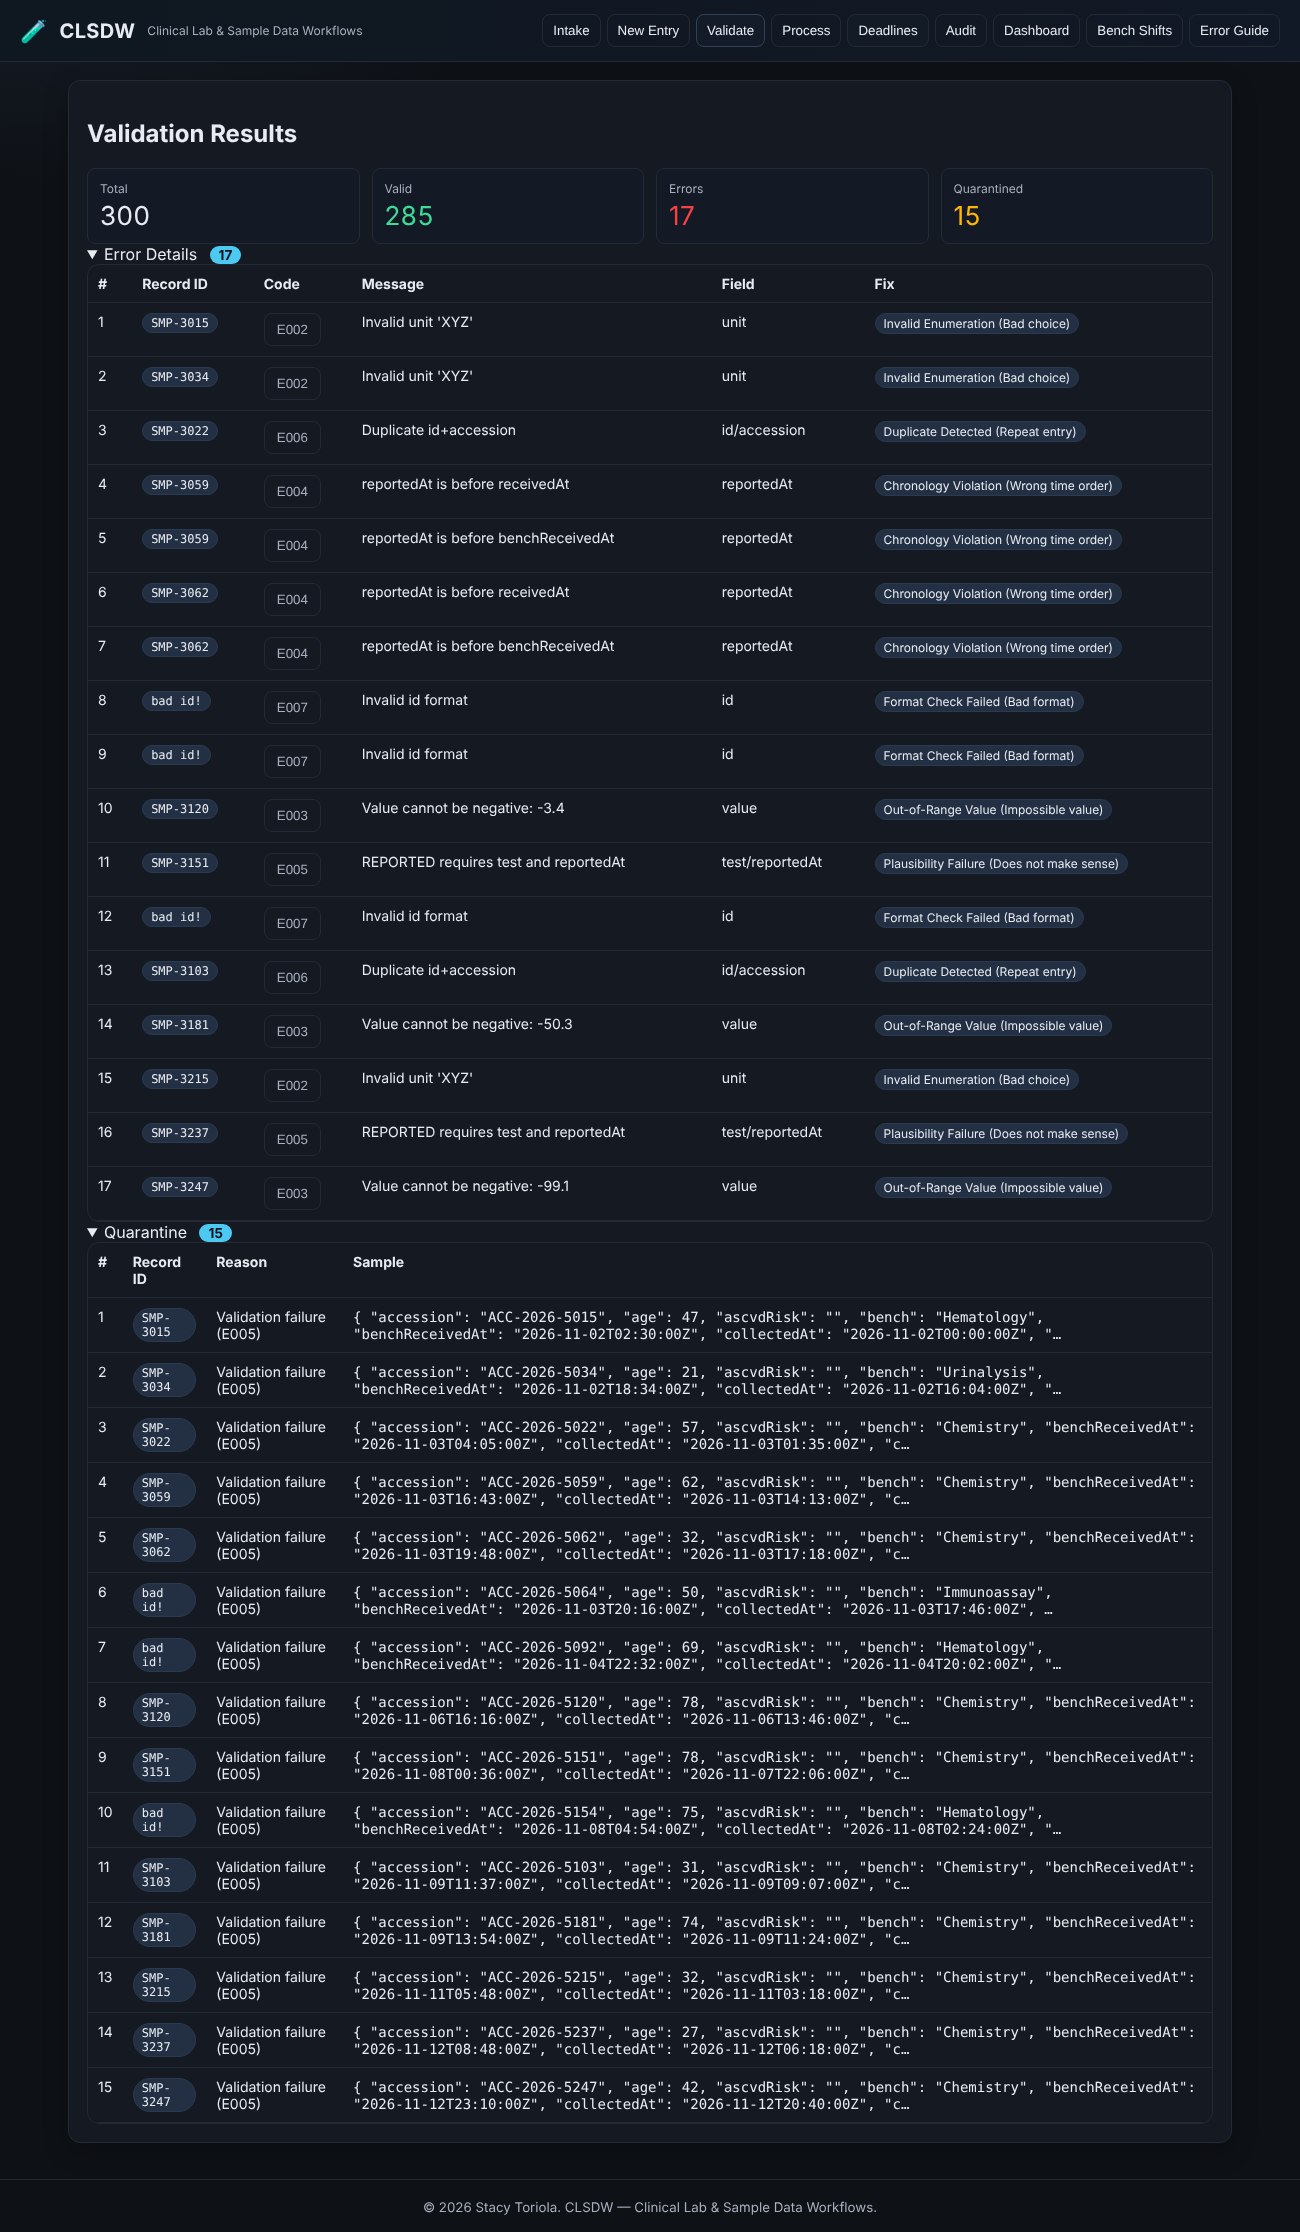 CLSDW Clinical Lab & Sample Data Workflows Intake New Entry Validate Process Deadlines Audit Dashboard Bench Shifts Error Guide
Validation Results
Total Valid Errors Quarantined
300 285 17 15
Error Details 17
# Record ID Code Message Field Fix
1 SMP-3015 E002 Invalid unit 'XYZ' unit Invalid Enumeration (Bad choice)
2 SMP-3034 E002 Invalid unit 'XYZ' unit Invalid Enumeration (Bad choice)
3 SMP-3022 E006 Duplicate id+accession id/accession Duplicate Detected (Repeat entry)
4 SMP-3059 E004 reportedAt is before receivedAt reportedAt Chronology Violation (Wrong time order)
5 SMP-3059 E004 reportedAt is before benchReceivedAt reportedAt Chronology Violation (Wrong time order)
6 SMP-3062 E004 reportedAt is before receivedAt reportedAt Chronology Violation (Wrong time order)
7 SMP-3062 E004 reportedAt is before benchReceivedAt reportedAt Chronology Violation (Wrong time order)
8 bad id! E007 Invalid id format id Format Check Failed (Bad format)
9 bad id! E007 Invalid id format id Format Check Failed (Bad format)
10 SMP-3120 E003 Value cannot be negative: -3.4 value Out-of-Range Value (Impossible value)
11 SMP-3151 E005 REPORTED requires test and reportedAt test/reportedAt Plausibility Failure (Does not make sense)
12 bad id! E007 Invalid id format id Format Check Failed (Bad format)
13 SMP-3103 E006 Duplicate id+accession id/accession Duplicate Detected (Repeat entry)
14 SMP-3181 E003 Value cannot be negative: -50.3 value Out-of-Range Value (Impossible value)
15 SMP-3215 E002 Invalid unit 'XYZ' unit Invalid Enumeration (Bad choice)
16 SMP-3237 E005 REPORTED requires test and reportedAt test/reportedAt Plausibility Failure (Does not make sense)
17 SMP-3247 E003 Value cannot be negative: -99.1 value Out-of-Range Value (Impossible value)
Quarantine 15
# Record Reason Sample
ID
1 SMP- Validation failure { "accession": "ACC-2026-5015", "age": 47, "ascvdRisk": "", "bench": "Hematology",
3015 (E005) "benchReceivedAt": "2026-11-02T02:30:00Z", "collectedAt": "2026-11-02T00:00:00Z", "…
2 SMP- Validation failure { "accession": "ACC-2026-5034", "age": 21, "ascvdRisk": "", "bench": "Urinalysis",
3034 (E005) "benchReceivedAt": "2026-11-02T18:34:00Z", "collectedAt": "2026-11-02T16:04:00Z", "…
3 SMP- Validation failure { "accession": "ACC-2026-5022", "age": 57, "ascvdRisk": "", "bench": "Chemistry", "benchReceivedAt":
3022 (E005) "2026-11-03T04:05:00Z", "collectedAt": "2026-11-03T01:35:00Z", "c…
4 SMP- Validation failure { "accession": "ACC-2026-5059", "age": 62, "ascvdRisk": "", "bench": "Chemistry", "benchReceivedAt":
3059 (E005) "2026-11-03T16:43:00Z", "collectedAt": "2026-11-03T14:13:00Z", "c…
5 SMP- Validation failure { "accession": "ACC-2026-5062", "age": 32, "ascvdRisk": "", "bench": "Chemistry", "benchReceivedAt":
3062 (E005) "2026-11-03T19:48:00Z", "collectedAt": "2026-11-03T17:18:00Z", "c…
6 bad Validation failure { "accession": "ACC-2026-5064", "age": 50, "ascvdRisk": "", "bench": "Immunoassay",
id! (E005) "benchReceivedAt": "2026-11-03T20:16:00Z", "collectedAt": "2026-11-03T17:46:00Z", …
7 bad Validation failure { "accession": "ACC-2026-5092", "age": 69, "ascvdRisk": "", "bench": "Hematology",
id! (E005) "benchReceivedAt": "2026-11-04T22:32:00Z", "collectedAt": "2026-11-04T20:02:00Z", "…
8 SMP- Validation failure { "accession": "ACC-2026-5120", "age": 78, "ascvdRisk": "", "bench": "Chemistry", "benchReceivedAt":
3120 (E005) "2026-11-06T16:16:00Z", "collectedAt": "2026-11-06T13:46:00Z", "c…
9 SMP- Validation failure { "accession": "ACC-2026-5151", "age": 78, "ascvdRisk": "", "bench": "Chemistry", "benchReceivedAt":
3151 (E005) "2026-11-08T00:36:00Z", "collectedAt": "2026-11-07T22:06:00Z", "c…
10 bad Validation failure { "accession": "ACC-2026-5154", "age": 75, "ascvdRisk": "", "bench": "Hematology",
id! (E005) "benchReceivedAt": "2026-11-08T04:54:00Z", "collectedAt": "2026-11-08T02:24:00Z", "…
11 SMP- Validation failure { "accession": "ACC-2026-5103", "age": 31, "ascvdRisk": "", "bench": "Chemistry", "benchReceivedAt":
3103 (E005) "2026-11-09T11:37:00Z", "collectedAt": "2026-11-09T09:07:00Z", "c…
12 SMP- Validation failure { "accession": "ACC-2026-5181", "age": 74, "ascvdRisk": "", "bench": "Chemistry", "benchReceivedAt":
3181 (E005) "2026-11-09T13:54:00Z", "collectedAt": "2026-11-09T11:24:00Z", "c…
13 SMP- Validation failure { "accession": "ACC-2026-5215", "age": 32, "ascvdRisk": "", "bench": "Chemistry", "benchReceivedAt":
3215 (E005) "2026-11-11T05:48:00Z", "collectedAt": "2026-11-11T03:18:00Z", "c…
14 SMP- Validation failure { "accession": "ACC-2026-5237", "age": 27, "ascvdRisk": "", "bench": "Chemistry", "benchReceivedAt":
3237 (E005) "2026-11-12T08:48:00Z", "collectedAt": "2026-11-12T06:18:00Z", "c…
15 SMP- Validation failure { "accession": "ACC-2026-5247", "age": 42, "ascvdRisk": "", "bench": "Chemistry", "benchReceivedAt":
3247 (E005) "2026-11-12T23:10:00Z", "collectedAt": "2026-11-12T20:40:00Z", "c…
© 2026 Stacy Toriola. CLSDW — Clinical Lab & Sample Data Workflows.